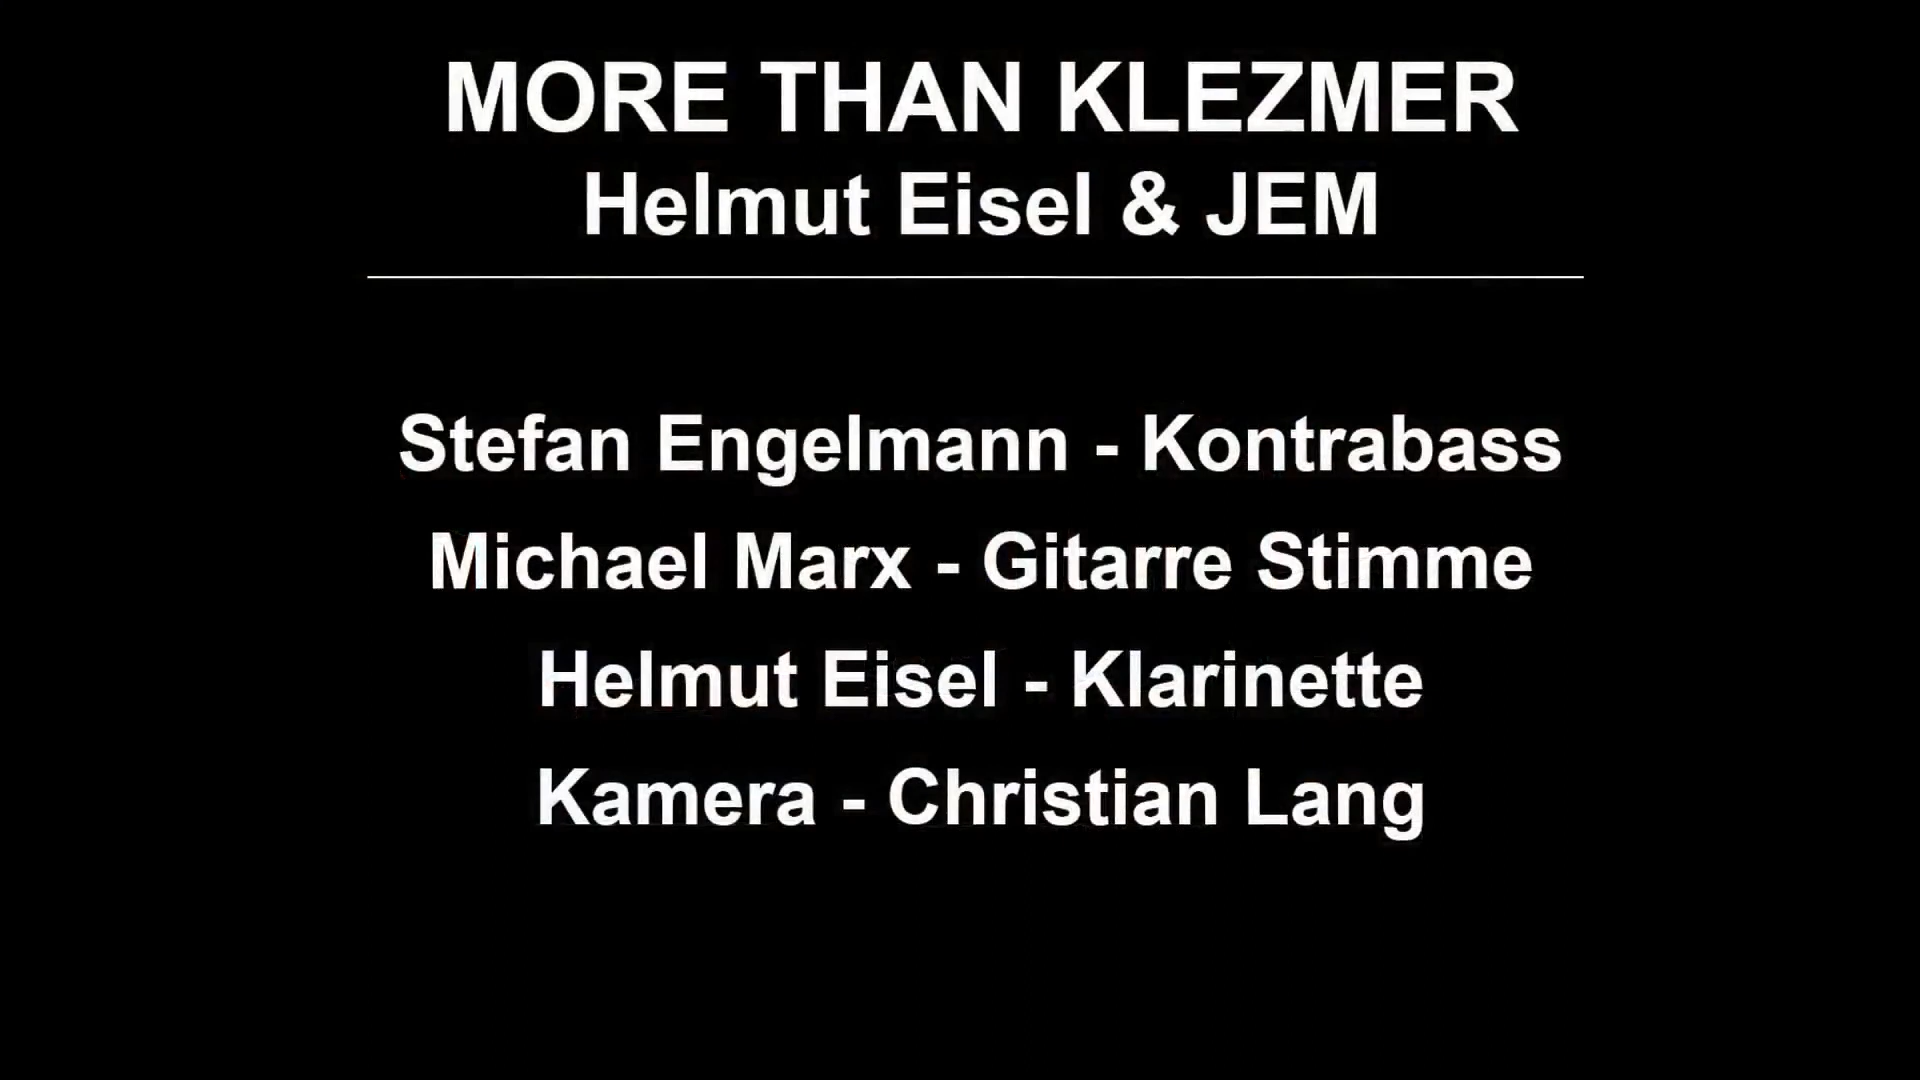 MORE THAN KLEZMER
Helmut Eisel & JEM
Stefan Engelmann - Kontrabass
Michael Marx - Gitarre Stimme
Helmut Eisel - Klarinette
Kamera - Christian Lang